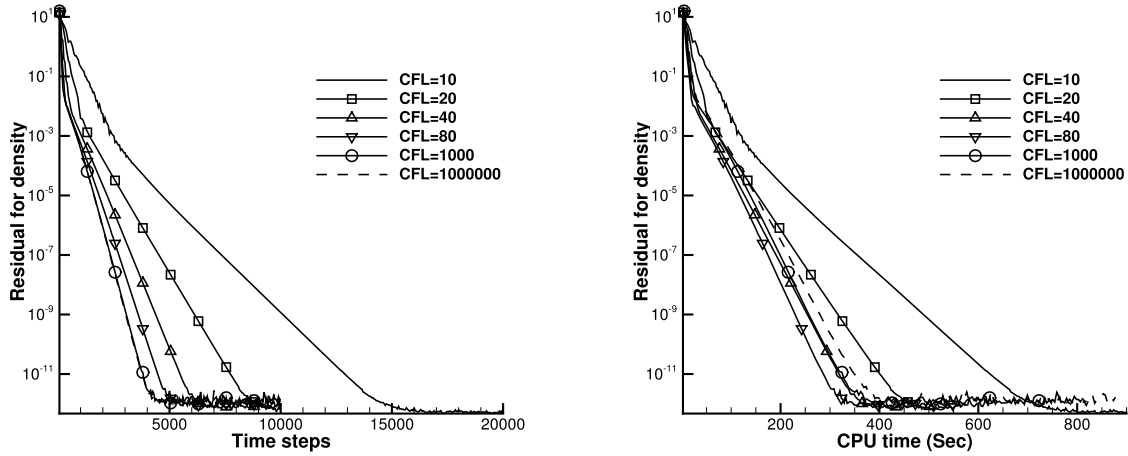 10^1
10^-1
10^-3
10^-5
10^-7
10^-9
10^-11
Residual for density
5000
10000
15000
20000
Time steps
CFL=10
CFL=20
CFL=40
CFL=80
CFL=1000
CFL=1000000
10^1
10^-1
10^-3
10^-5
10^-7
10^-9
10^-11
Residual for density
200
400
600
800
CPU time (Sec)
CFL=10
CFL=20
CFL=40
CFL=80
CFL=1000
CFL=1000000